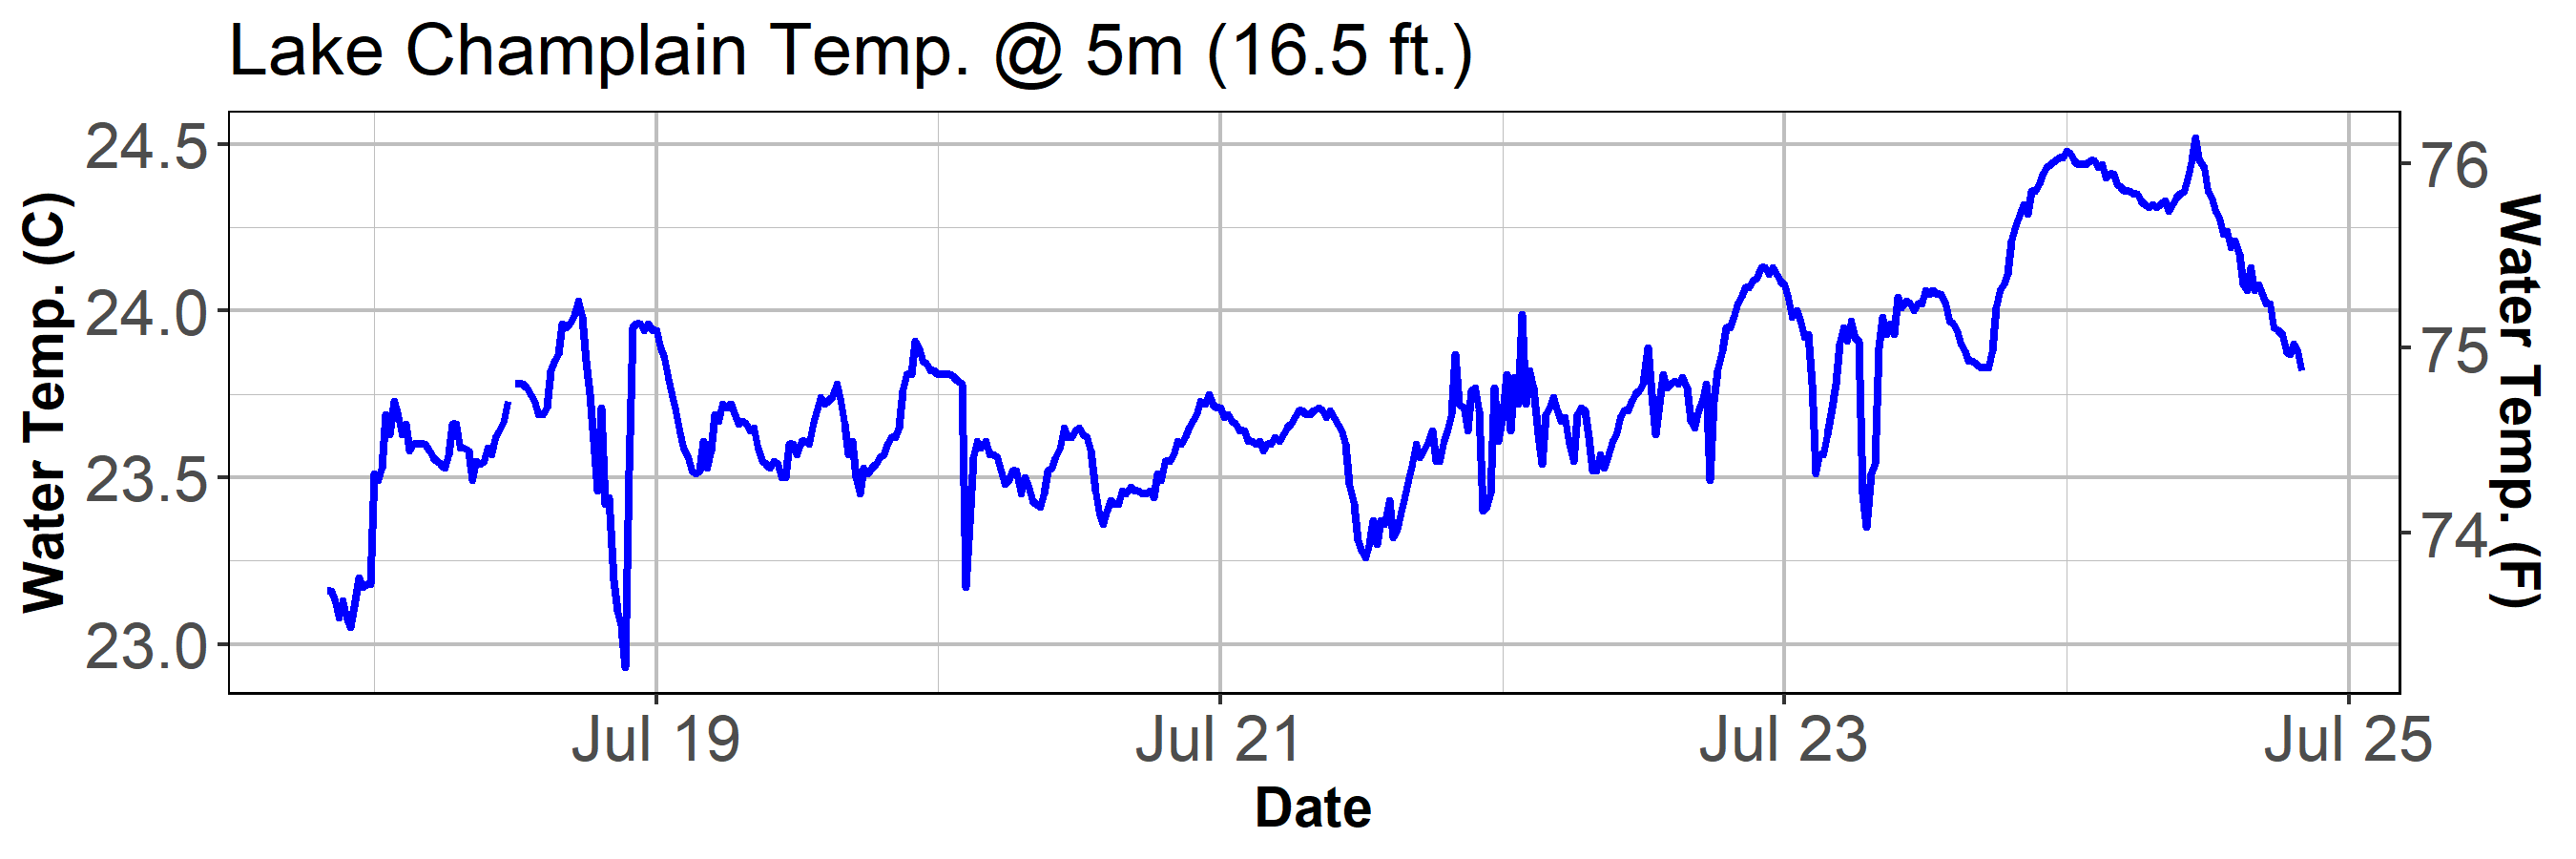 Lake Champlain Temp. @ 5m (16.5 ft.)
Water Temp. (C)
24.5
24.0
23.5
23.0
76
75
74
Water Temp. (F)
Jul 19
Jul 21
Jul 23
Jul 25
Date